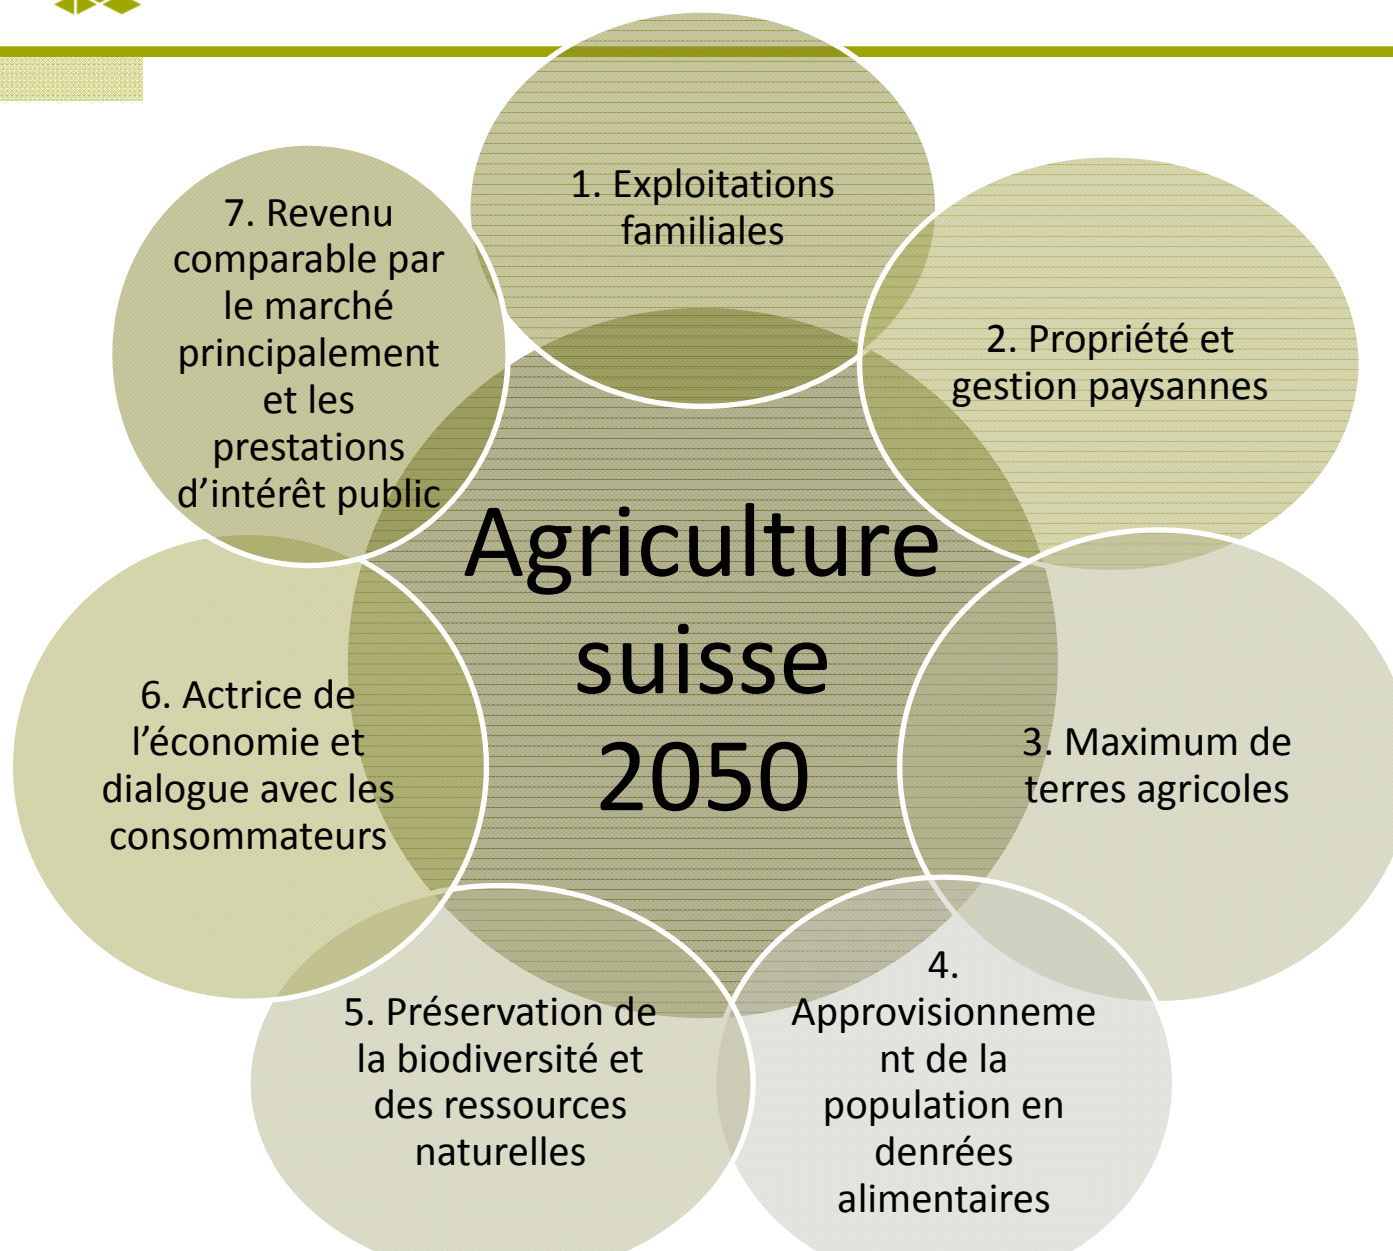 1. Exploitations
familiales
2. Propriété et
gestion paysannes
3. Maximum de
terres agricoles
4.
Approvisionneme
nt de la
population en
denrées
alimentaires
5. Préservation de
la biodiversité et
des ressources
naturelles
6. Actrice de
l’économie et
dialogue avec les
consommateurs
7. Revenu
comparable par
le marché
principalement
et les
prestations
d’intérêt public
Agriculture
suisse
2050